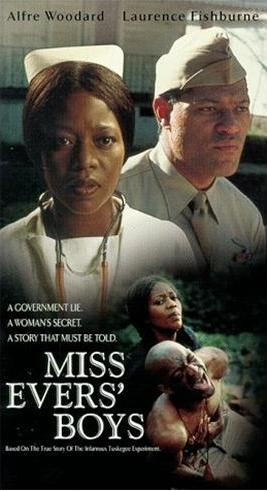 Alfre Woodard Laurence Fishburne
A GOVERNMENT LIE.
A WOMAN'S SECRET.
A STORY THAT MUST BE TOLD.
MISS
EVERS'
BOYS
Based On The True Story Of The Infamous Tuskegee Experiment.